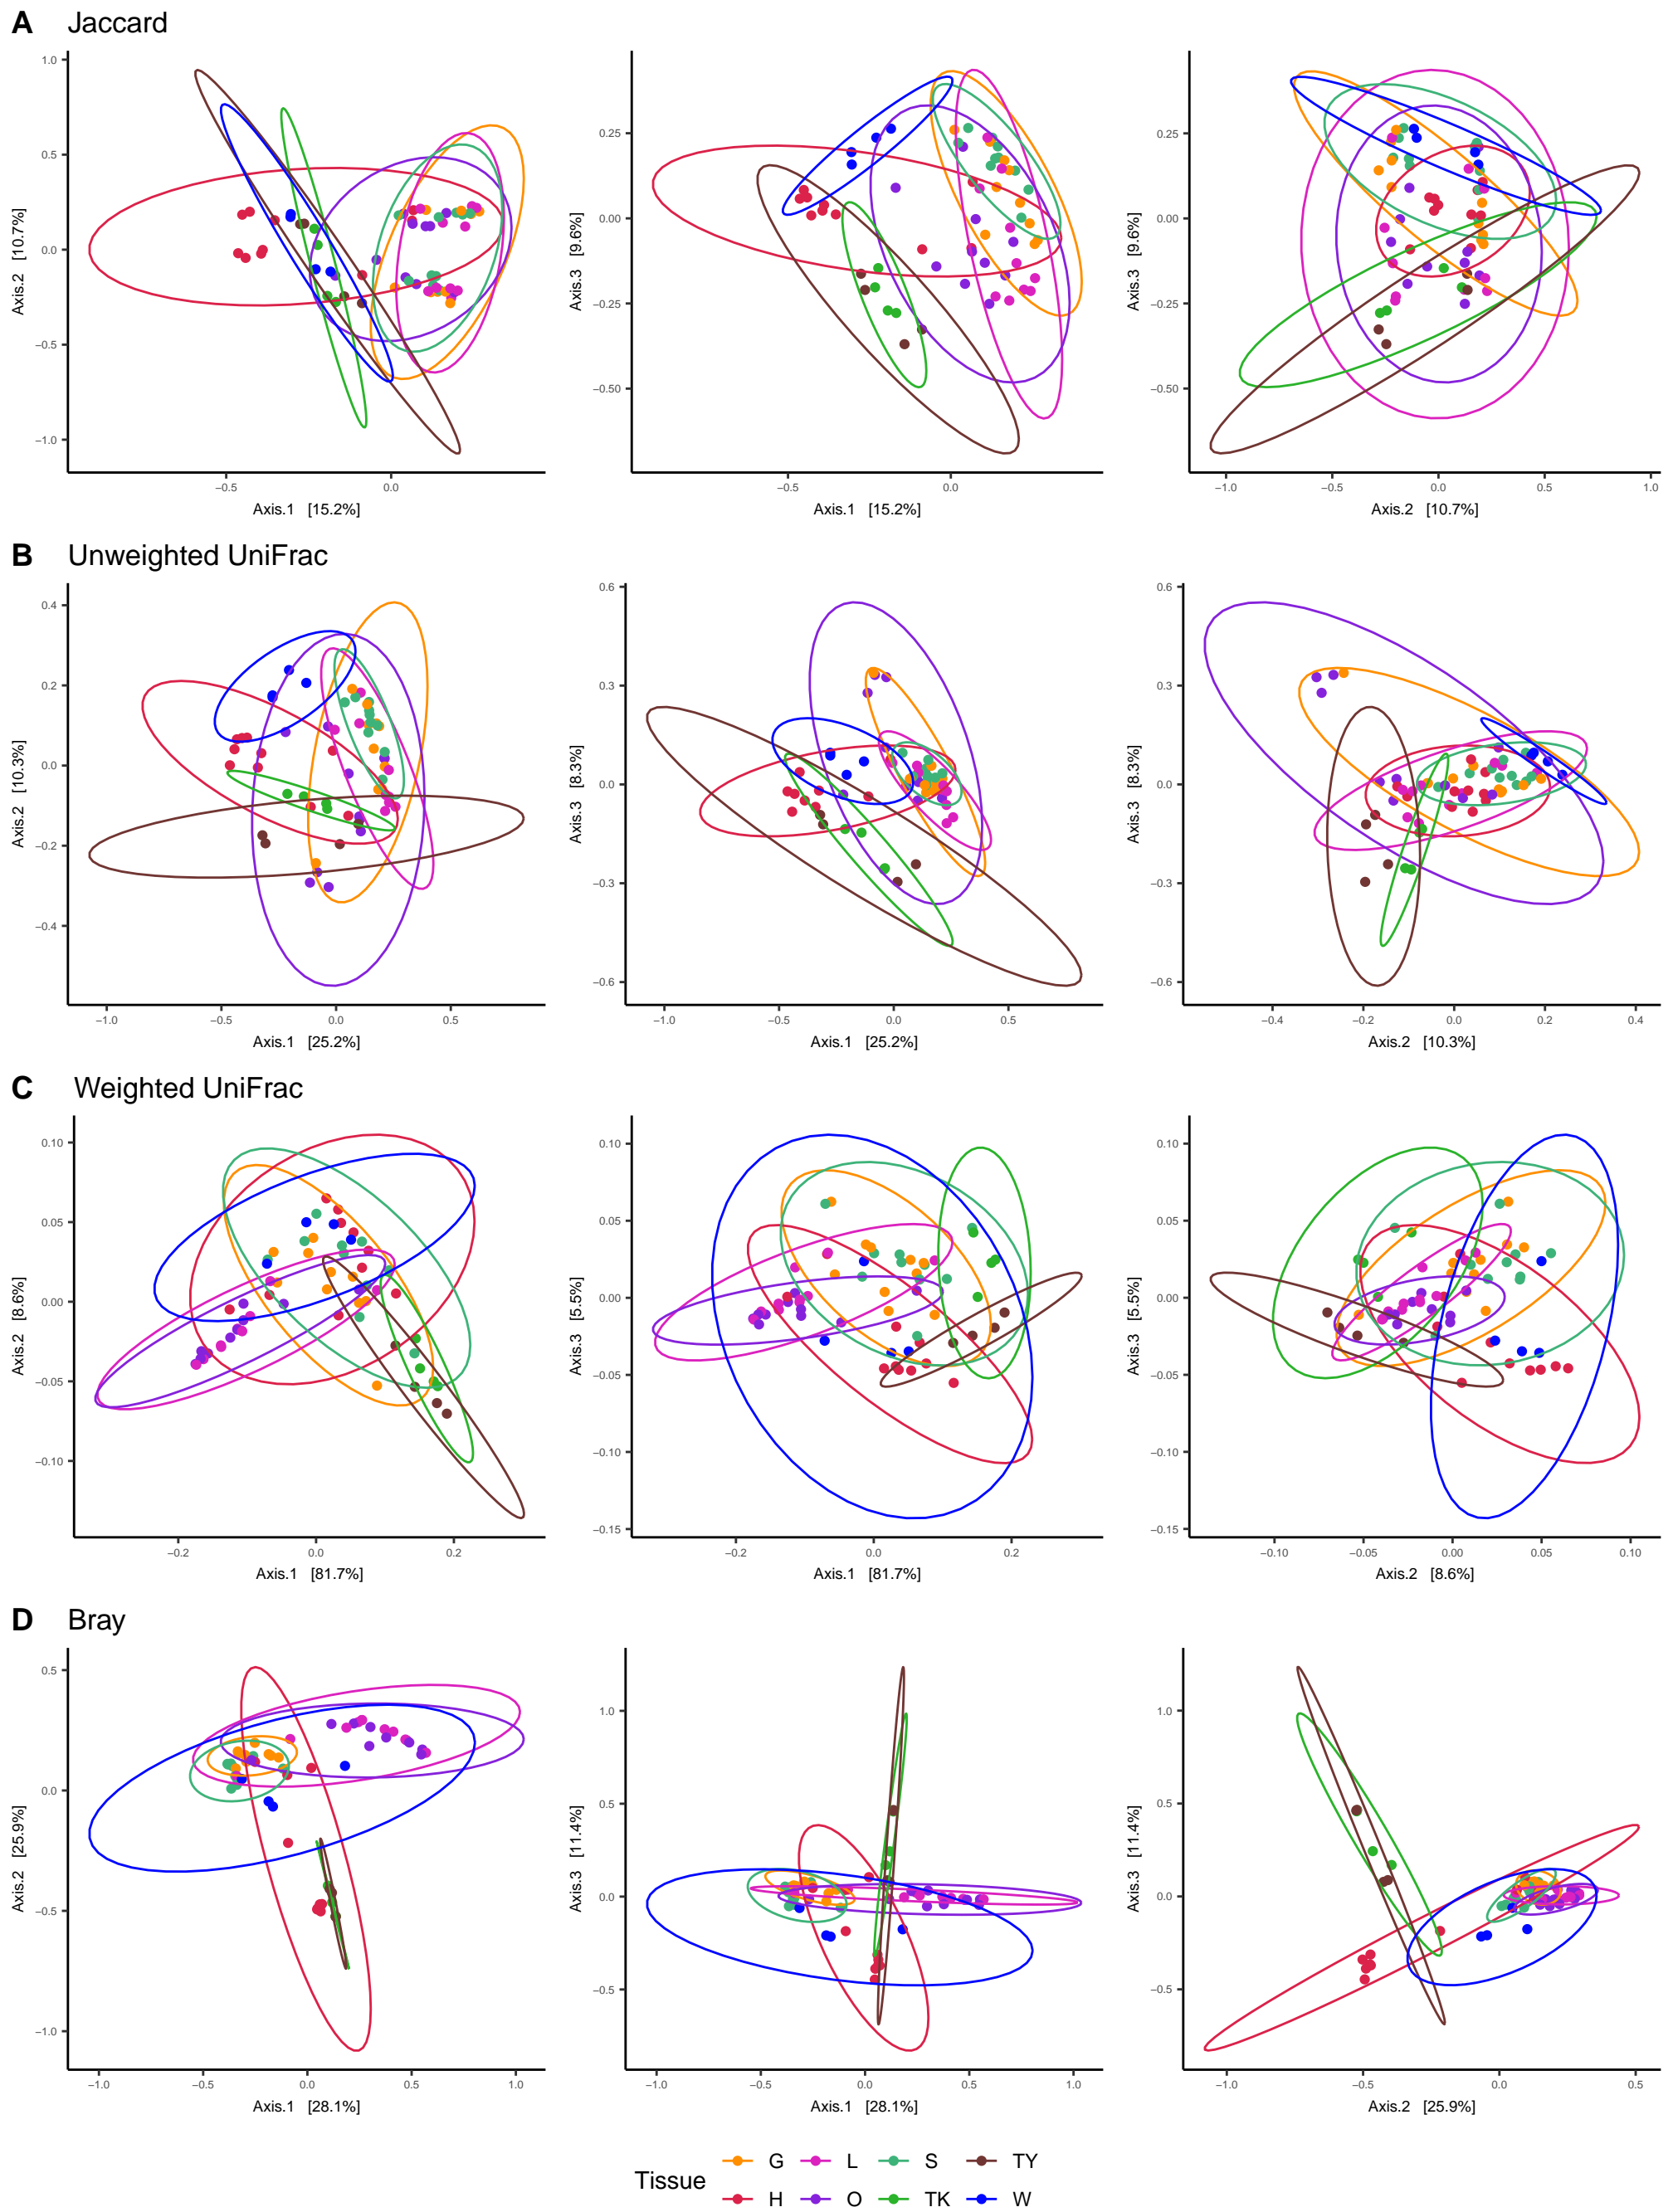 A Jaccard
1.0
0.5
0.0
−0.5
−1.0
Axis.2 [10.7%]
−0.5 0.0
Axis.1 [15.2%]
0.25
0.00
−0.25
−0.50
Axis.3 [9.6%]
−0.5 0.0
Axis.1 [15.2%]
0.25
0.00
−0.25
−0.50
Axis.3 [9.6%]
−1.0 −0.5 0.0 0.5 1.0
Axis.2 [10.7%]
B Unweighted UniFrac
0.4
0.2
0.0
−0.2
−0.4
Axis.2 [10.3%]
−1.0 −0.5 0.0 0.5
Axis.1 [25.2%]
0.6
0.3
0.0
−0.3
−0.6
Axis.3 [8.3%]
−1.0 −0.5 0.0 0.5
Axis.1 [25.2%]
0.6
0.3
0.0
−0.3
−0.6
Axis.3 [8.3%]
−0.4 −0.2 0.0 0.2 0.4
Axis.2 [10.3%]
C Weighted UniFrac
0.10
0.05
0.00
−0.05
−0.10
Axis.2 [8.6%]
−0.2 0.0 0.2
Axis.1 [81.7%]
0.10
0.05
0.00
−0.05
−0.10
−0.15
Axis.3 [5.5%]
−0.2 0.0 0.2
Axis.1 [81.7%]
0.10
0.05
0.00
−0.05
−0.10
−0.15
Axis.3 [5.5%]
−0.10 −0.05 0.00 0.05 0.10
Axis.2 [8.6%]
D Bray
0.5
0.0
−0.5
−1.0
Axis.2 [25.9%]
−1.0 −0.5 0.0 0.5 1.0
Axis.1 [28.1%]
1.0
0.5
0.0
−0.5
Axis.3 [11.4%]
−1.0 −0.5 0.0 0.5 1.0
Axis.1 [28.1%]
1.0
0.5
0.0
−0.5
Axis.3 [11.4%]
−1.0 −0.5 0.0 0.5
Axis.2 [25.9%]
Tissue
G L S TY
H O TK W